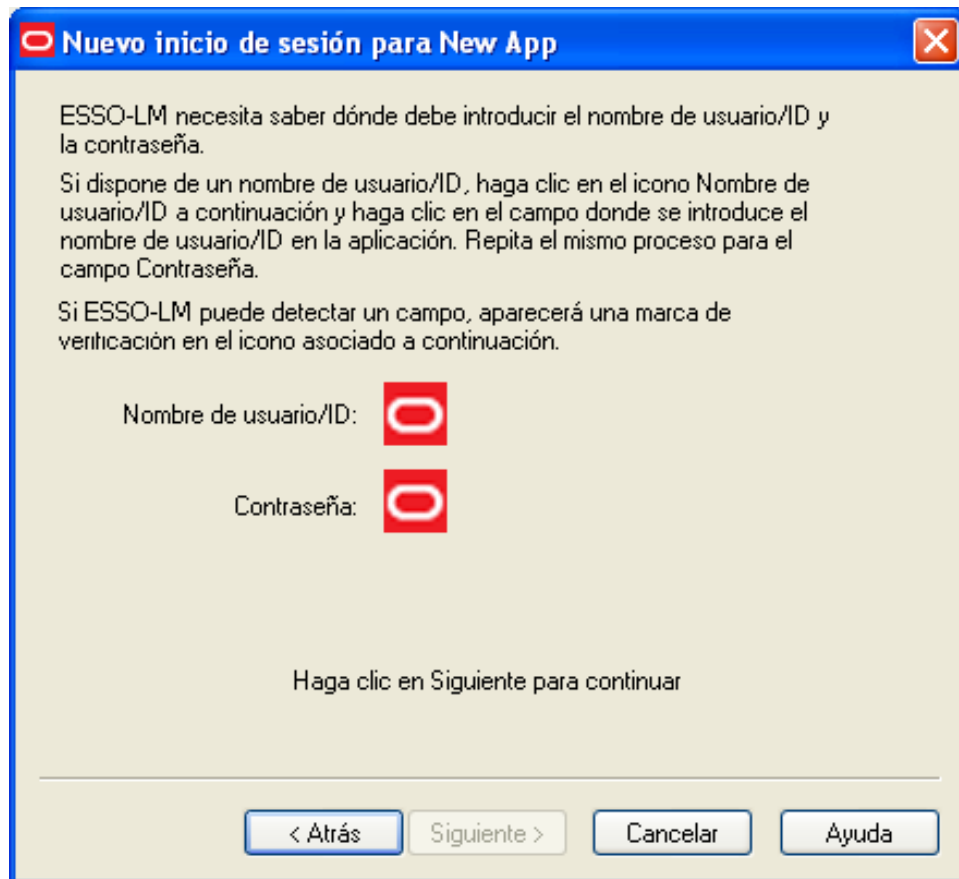 Nuevo inicio de sesión para New App
ESSO-LM necesita saber dónde debe introducir el nombre de usuario/ID y
la contraseña.
Si dispone de un nombre de usuario/ID, haga clic en el icono Nombre de
usuario/ID a continuación y haga clic en el campo donde se introduce el
nombre de usuario/ID en la aplicación. Repita el mismo proceso para el
campo Contraseña.
Si ESSO-LM puede detectar un campo, aparecerá una marca de
verificación en el icono asociado a continuación.
Nombre de usuario/ID:
Contraseña:
Haga clic en Siguiente para continuar
< Atrás Siguiente > Cancelar Ayuda